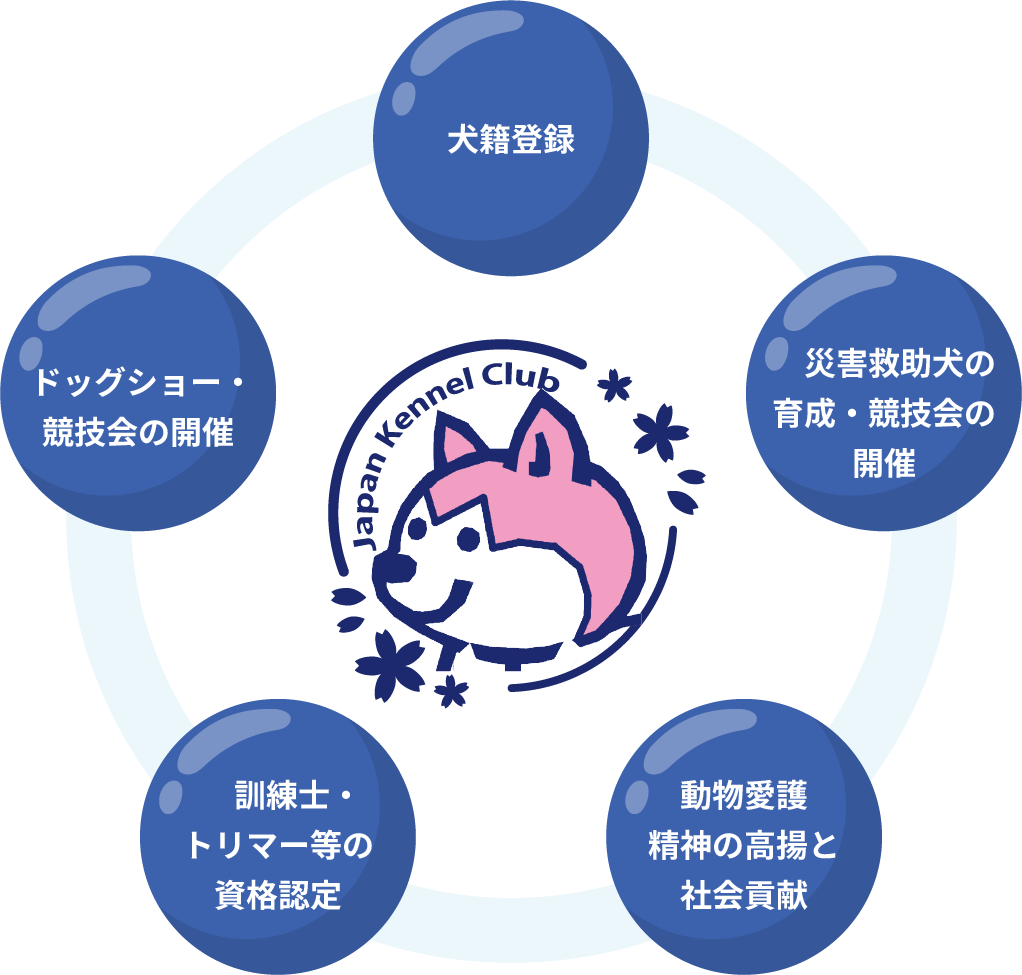 犬籍登録
ドッグショー・
競技会の開催
災害救助犬の
育成・競技会の
開催
Japan Kennel Club
訓練士・
トリマー等の
資格認定
動物愛護
精神の高揚と
社会貢献